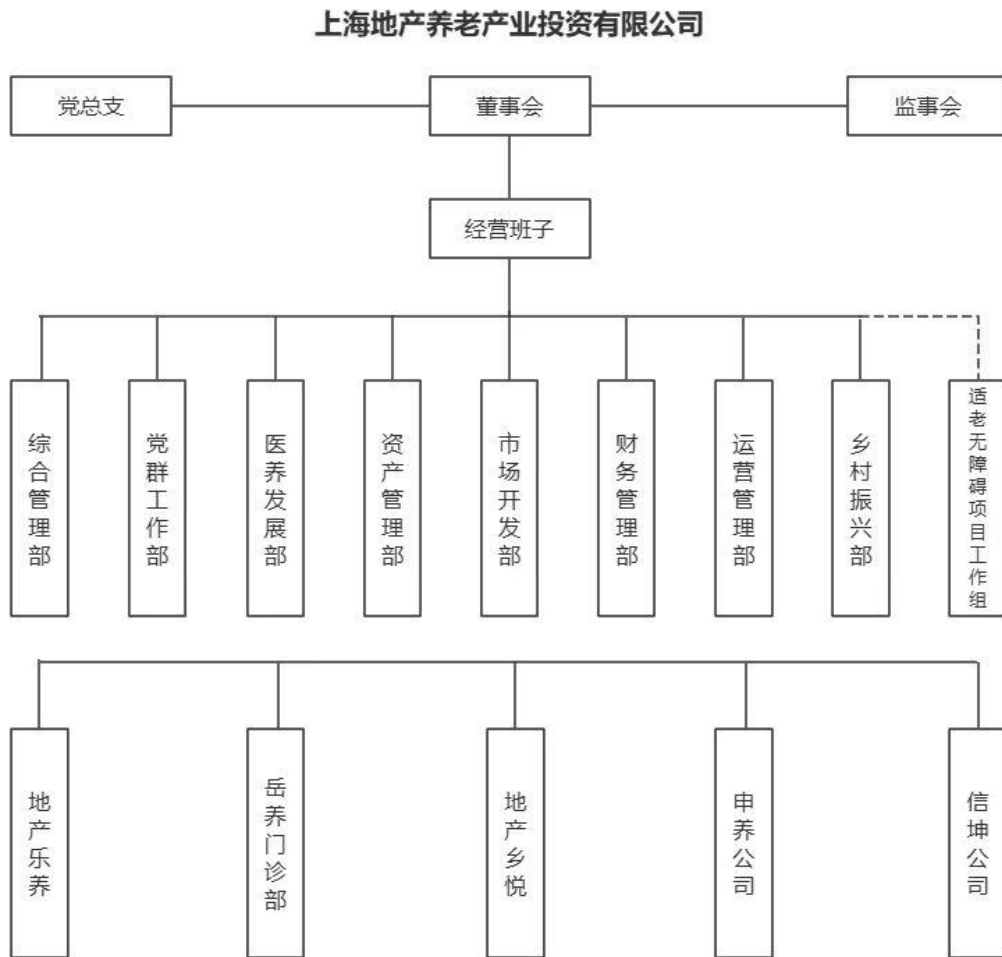 上海地产养老产业投资有限公司
党总支
董事会
监事会
经营班子
综合管理部
党群工作部
医养发展部
资产管理部
市场开发部
财务管理部
运营管理部
乡村振兴部
适老无障碍项目工作组
地产乐养
岳养门诊部
地产乡悦
申养公司
信坤公司